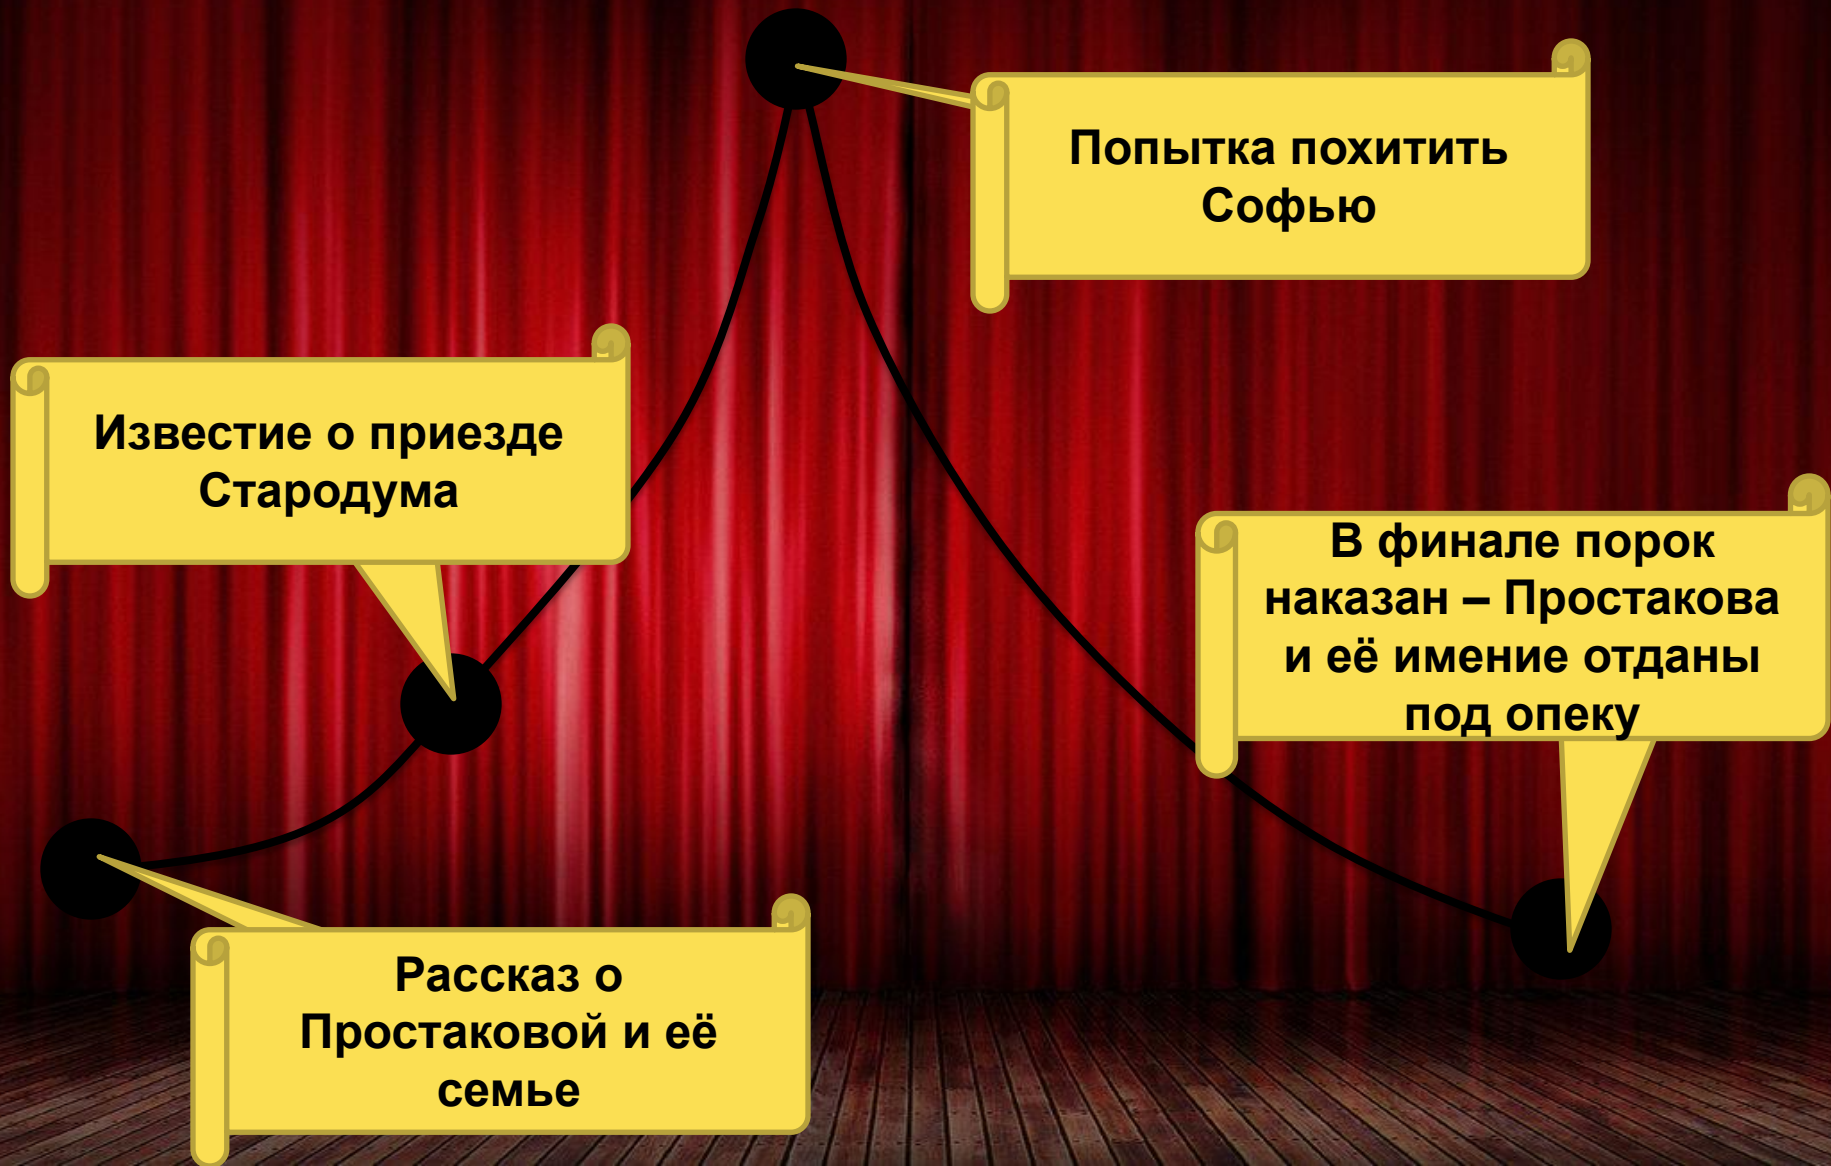 Попытка похитить
Софью
Известие о приезде
Стародума
В финале порок
наказан – Простакова
и её имение отданы
под опеку
Рассказ о
Простаковой и её
семье